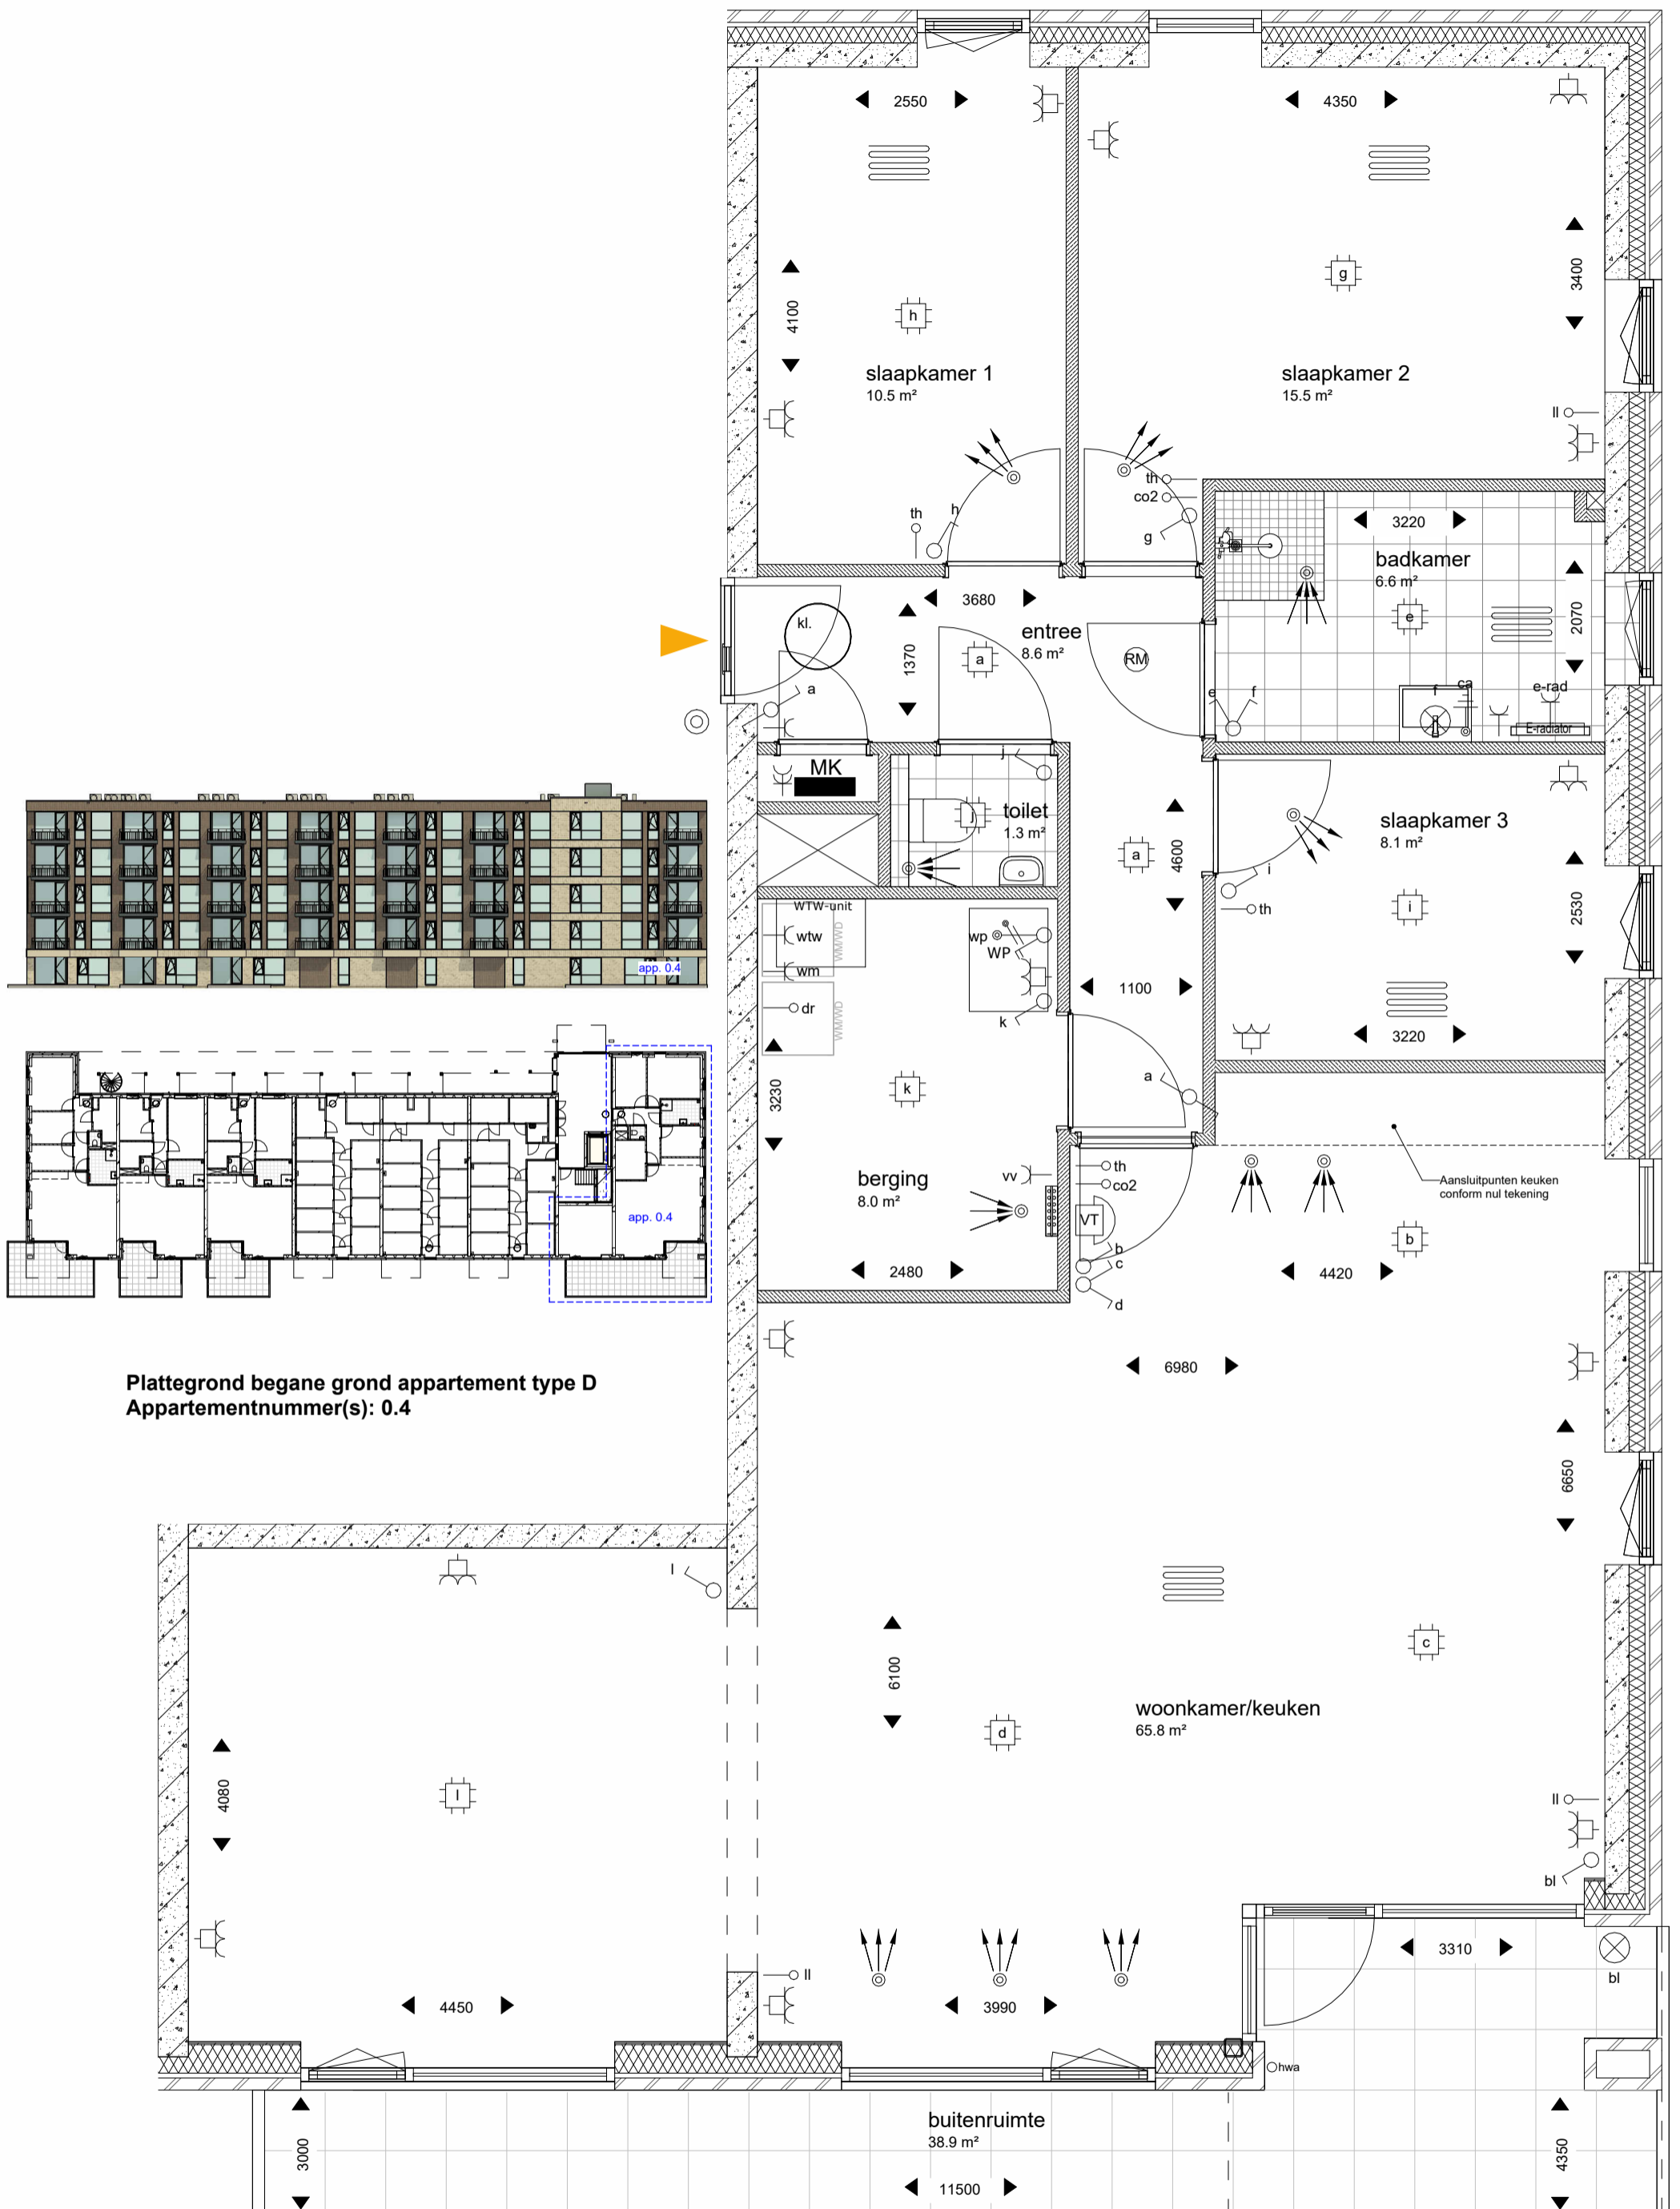 2550
4350
4100
3400
h
g
slaapkamer 1
10.5 m²
slaapkamer 2
15.5 m²
ll
th
h
th
co2
g
3220
badkamer
6.6 m²
e
2070
3680
kl.
entree
8.6 m²
1370
a
RM
a
e
f
f
ca
e-rad
E-radiator
j
MK
toilet
1.3 m²
j
a
4600
slaapkamer 3
8.1 m²
i
th
i
2530
3220
app. 0.4
WTW-unit
wtw
wm
WM/WD
dr
WM/WD
wp
WP
k
1100
a
3230
k
berging
8.0 m²
vv
th
co2
VT
b
c
d
2480
Aansluitpunten keuken
conform nul tekening
b
4420
app. 0.4
6980
Plattegrond begane grond appartement type D
Appartementnummer(s): 0.4
6650
l
6100
c
woonkamer/keuken
65.8 m²
d
4080
l
ll
bl
3310
bl
ll
4450
3990
hwa
buitenruimte
38.9 m²
3000
4350
11500